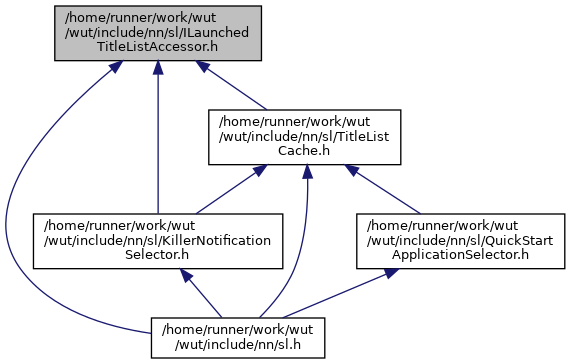 /home/runner/work/wut
/wut/include/nn/sl/ILaunched
TitleListAccessor.h
/home/runner/work/wut
/wut/include/nn/sl/TitleList
Cache.h
/home/runner/work/wut
/wut/include/nn/sl/KillerNotification
Selector.h
/home/runner/work/wut
/wut/include/nn/sl/QuickStart
ApplicationSelector.h
/home/runner/work/wut
/wut/include/nn/sl.h